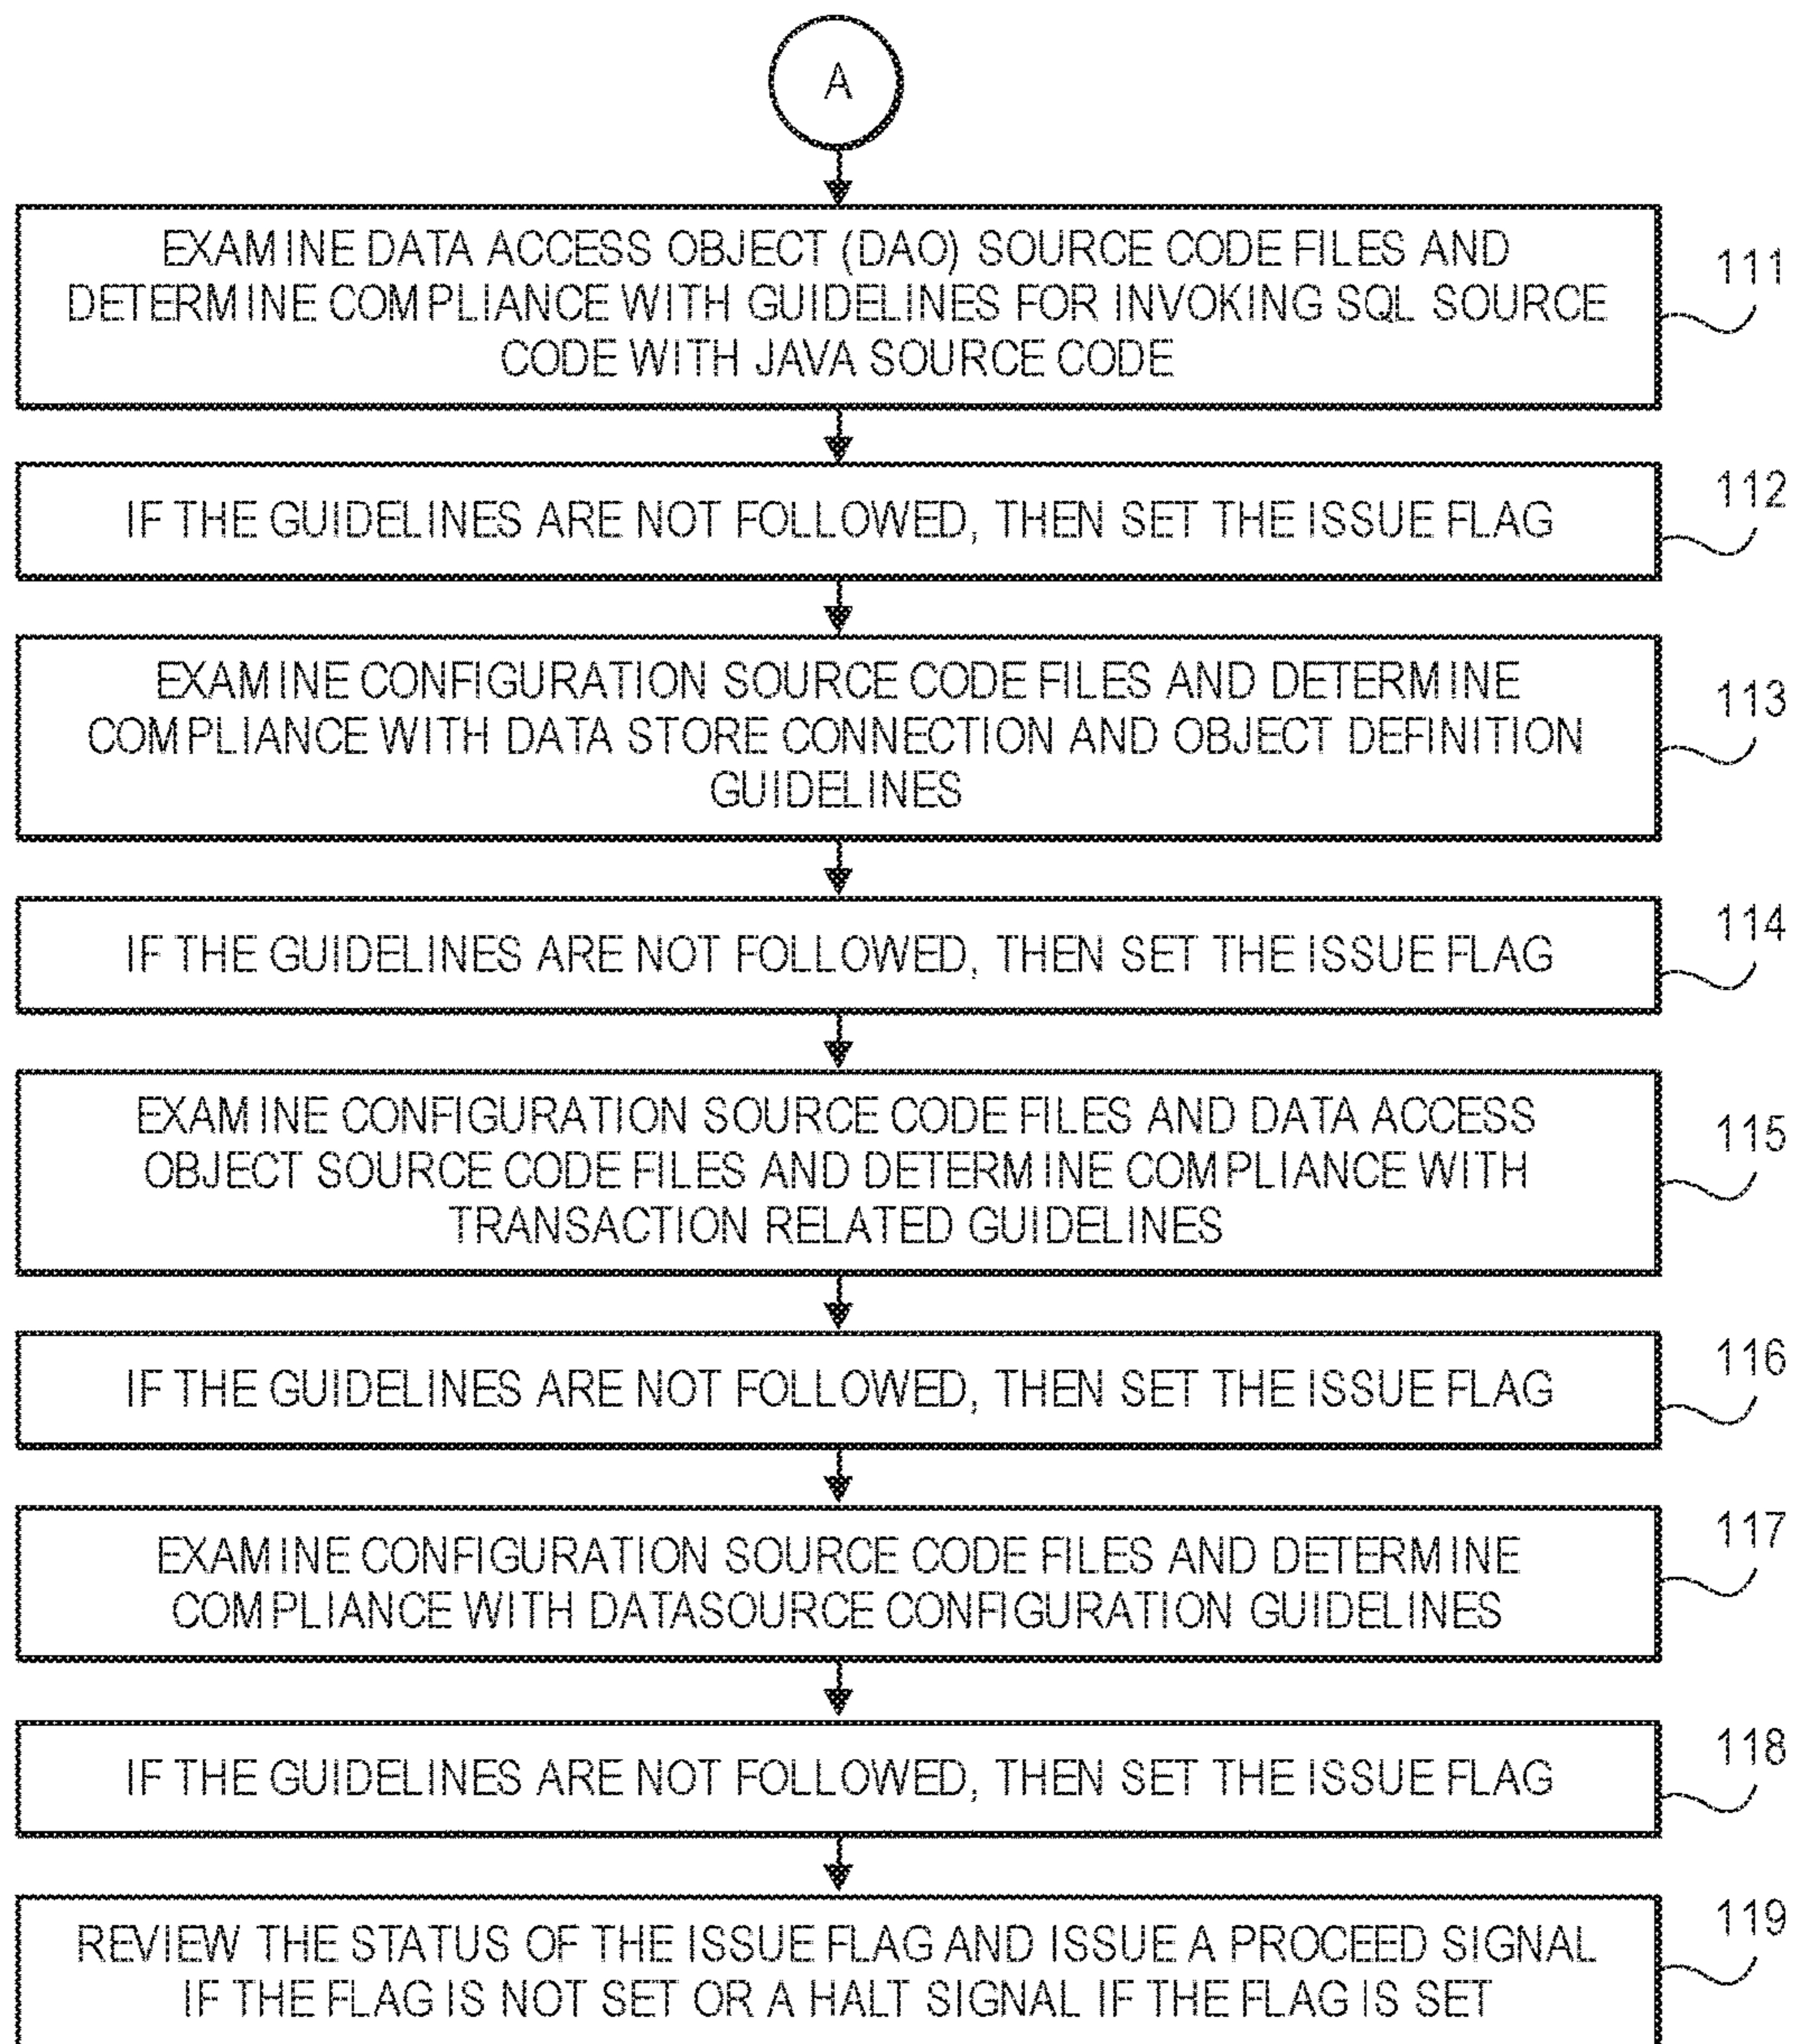 A
EXAMINE DATA ACCESS OBJECT (DAO) SOURCE CODE FILES AND
DETERMINE COMPLIANCE WITH GUIDELINES FOR INVOKING SQL SOURCE
CODE WITH JAVA SOURCE CODE
111
IF THE GUIDELINES ARE NOT FOLLOWED, THEN SET THE ISSUE FLAG
112
EXAMINE CONFIGURATION SOURCE CODE FILES AND DETERMINE
COMPLIANCE WITH DATA STORE CONNECTION AND OBJECT DEFINITION
GUIDELINES
113
IF THE GUIDELINES ARE NOT FOLLOWED, THEN SET THE ISSUE FLAG
114
EXAMINE CONFIGURATION SOURCE CODE FILES AND DATA ACCESS
OBJECT SOURCE CODE FILES AND DETERMINE COMPLIANCE WITH
TRANSACTION RELATED GUIDELINES
115
IF THE GUIDELINES ARE NOT FOLLOWED, THEN SET THE ISSUE FLAG
116
EXAMINE CONFIGURATION SOURCE CODE FILES AND DETERMINE
COMPLIANCE WITH DATASOURCE CONFIGURATION GUIDELINES
117
IF THE GUIDELINES ARE NOT FOLLOWED, THEN SET THE ISSUE FLAG
118
REVIEW THE STATUS OF THE ISSUE FLAG AND ISSUE A PROCEED SIGNAL
IF THE FLAG IS NOT SET OR A HALT SIGNAL IF THE FLAG IS SET
119